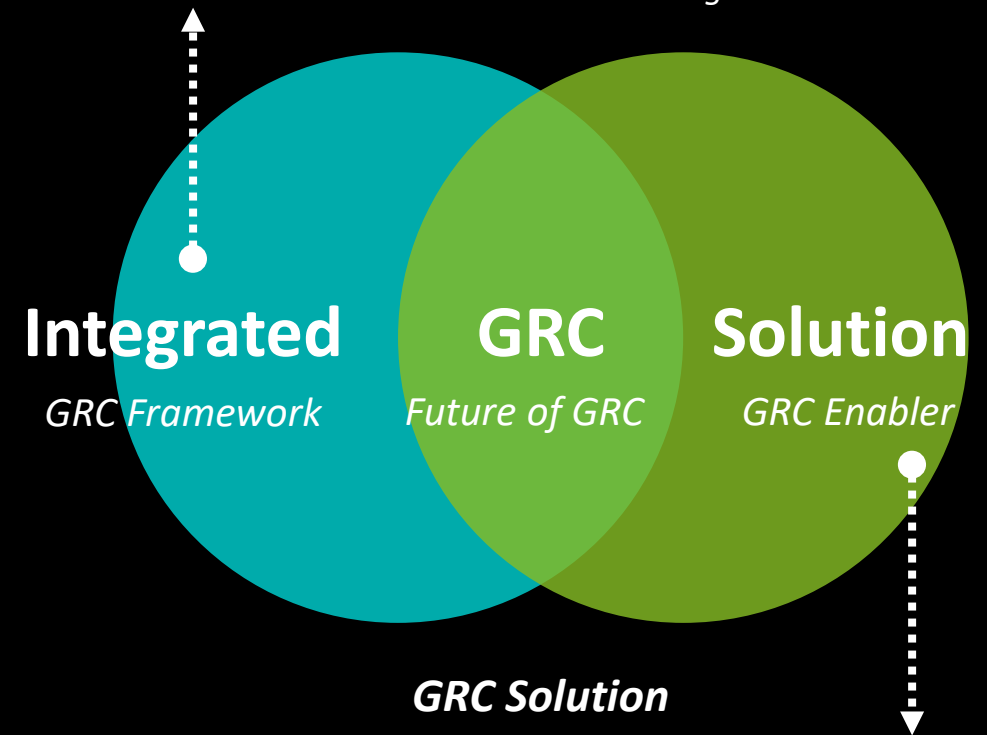 Integrated GRC Solution
GRC Framework Future of GRC GRC Enabler
GRC Solution